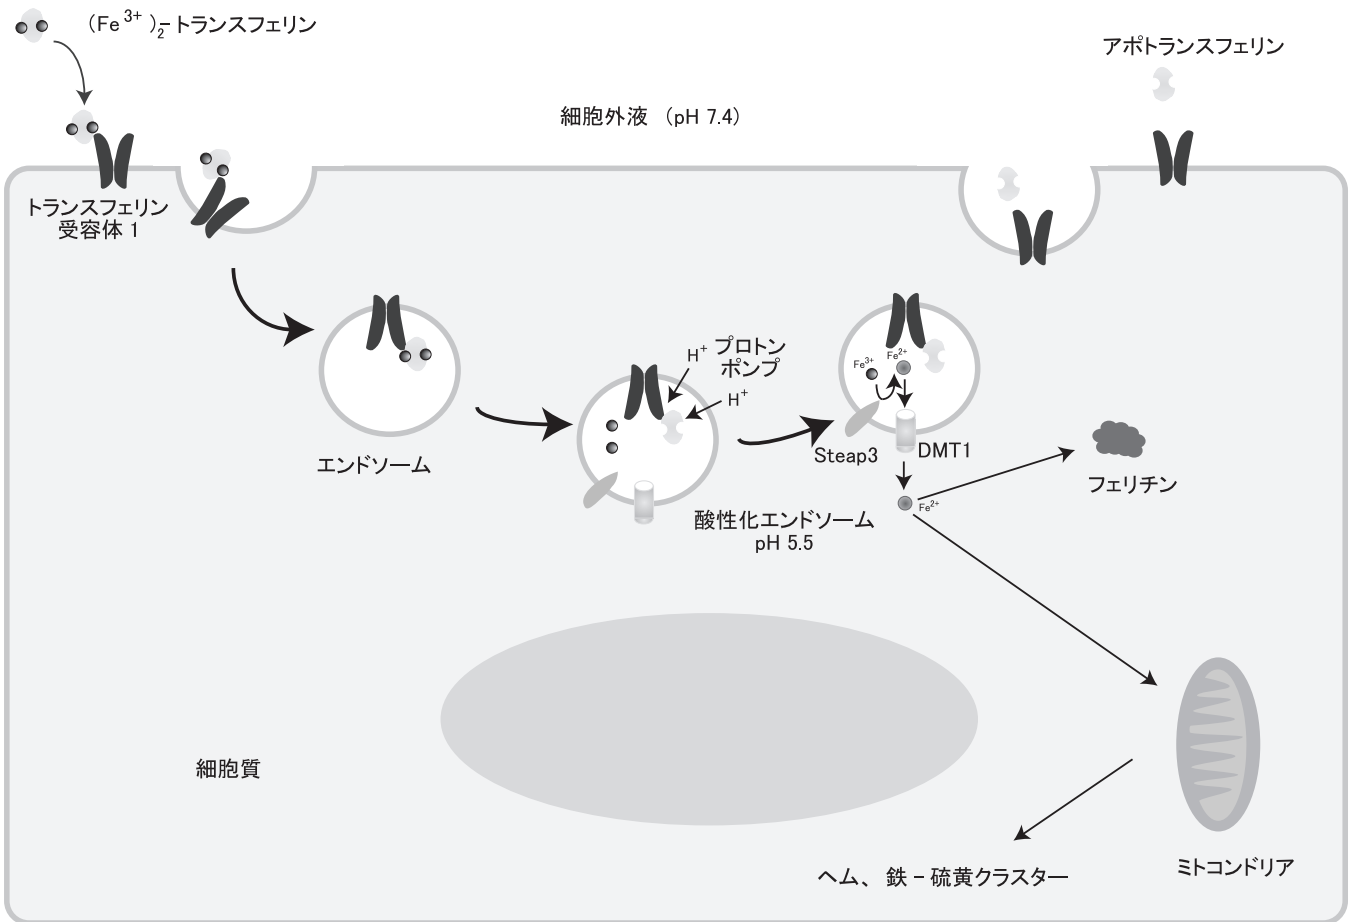 (Fe3+)2-トランスフェリン
アポトランスフェリン
細胞外液 (pH 7.4)
トランスフェリン
受容体 1
H+ プロトン
ポンプ
H+
Fe3+
Fe2+
エンドソーム
Steap3
DMT1
フェリチン
Fe2+
酸性化エンドソーム
pH 5.5
細胞質
ミトコンドリア
ヘム、鉄-硫黄クラスター